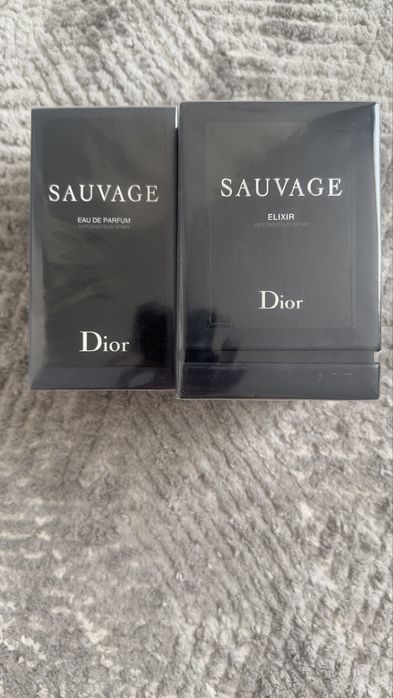 SAUVAGE
EAU DE PARFUM
VAPORISATEUR SPRAY
Dior
SAUVAGE
ELIXIR
VAPORISATEUR SPRAY
Dior